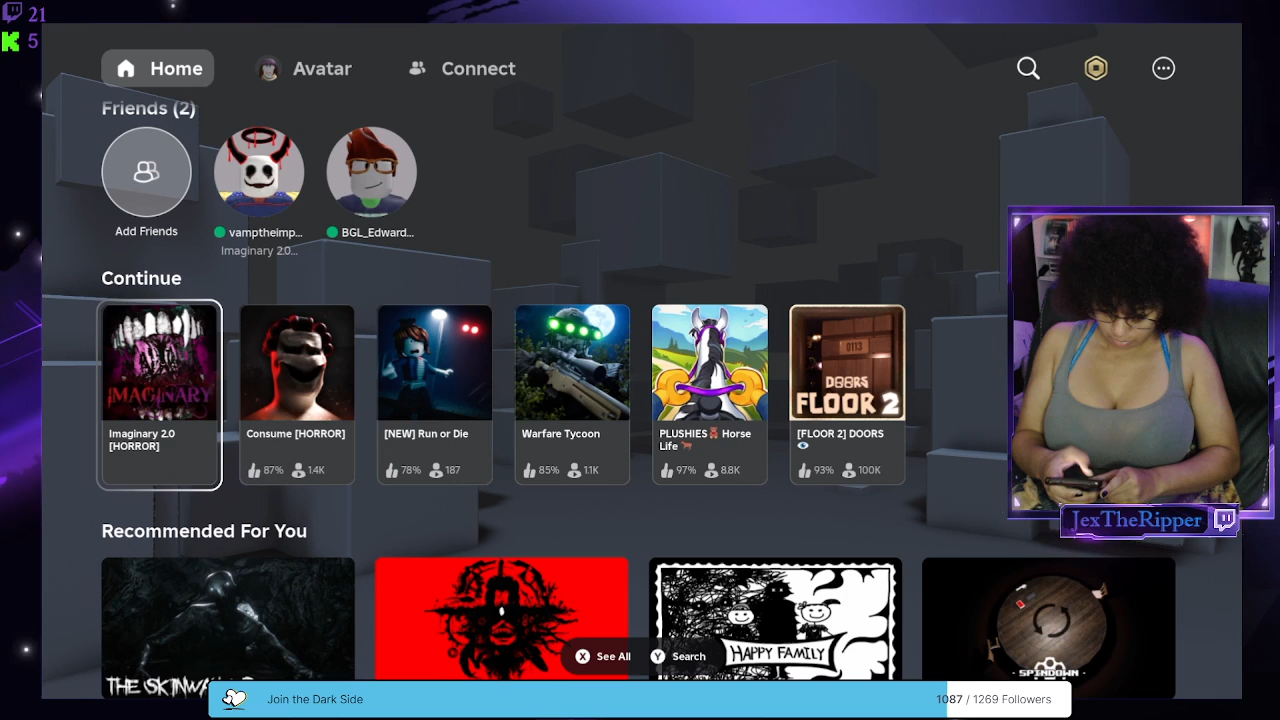 21
5
Home
Avatar
Connect
Friends (2)
Add Friends
vamptheimp...
Imaginary 2.0...
BGL_Edward...
Continue
IMAGINARY
0113
DOORS
FLOOR 2
Imaginary 2.0
[HORROR]
Consume [HORROR]
87% 1.4K
[NEW] Run or Die
78% 187
Warfare Tycoon
85% 1.1K
PLUSHIES🧸 Horse
Life 🐎
97% 8.8K
[FLOOR 2] DOORS
👁️
93% 100K
JexTheRipper
Recommended For You
HAPPY FAMILY
SPINDOWN
X See All
Y Search
Join the Dark Side
1087 / 1269 Followers